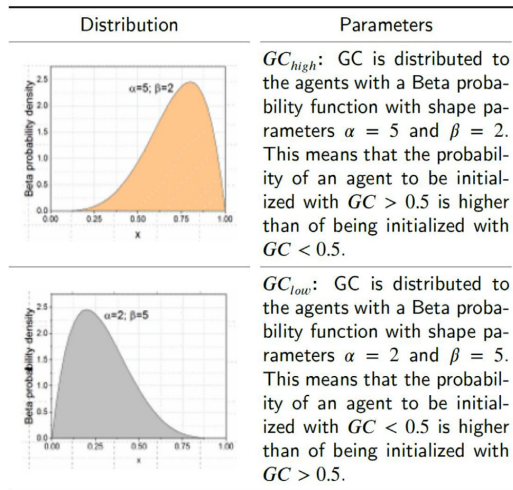 Distribution
Parameters
Beta probability density
2.5
2.0
1.5
1.0
0.5
0.0
α=5; β=2
0.00
0.25
0.50
0.75
1.00
x
GC_high: GC is distributed to
the agents with a Beta proba-
bility function with shape pa-
rameters α = 5 and β = 2.
This means that the probabil-
ity of an agent to be initial-
ized with GC > 0.5 is higher
than of being initialized with
GC < 0.5.
Beta probability density
2.5
2.0
1.5
1.0
0.5
0.0
α=2; β=5
0.00
0.25
0.50
0.75
1.00
x
GC_low: GC is distributed to
the agents with a Beta proba-
bility function with shape pa-
rameters α = 2 and β = 5.
This means that the probabil-
ity of an agent to be initial-
ized with GC < 0.5 is higher
than of being initialized with
GC > 0.5.